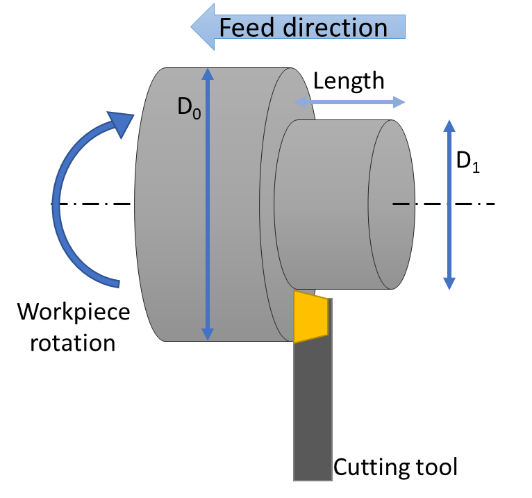 Feed direction
Length
D₀
D₁
Workpiece
rotation
Cutting tool